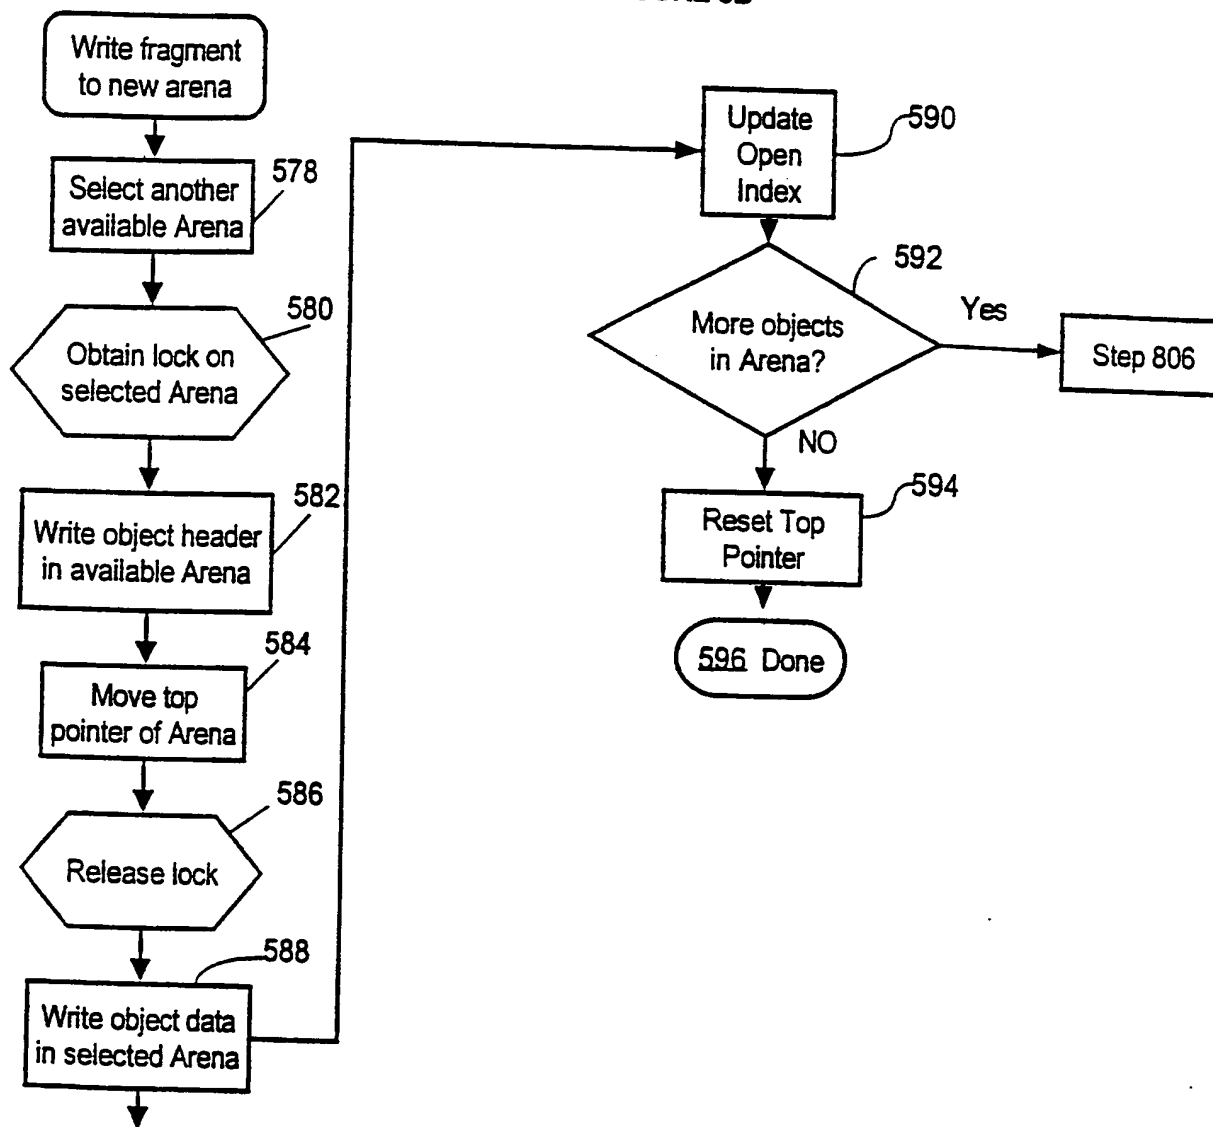 Write fragment
to new arena
578
Select another
available Arena
580
Obtain lock on
selected Arena
582
Write object header
in available Arena
584
Move top
pointer of Arena
586
Release lock
588
Write object data
in selected Arena
590
Update
Open
Index
592
More objects
in Arena?
Yes
Step 806
NO
594
Reset Top
Pointer
596 Done